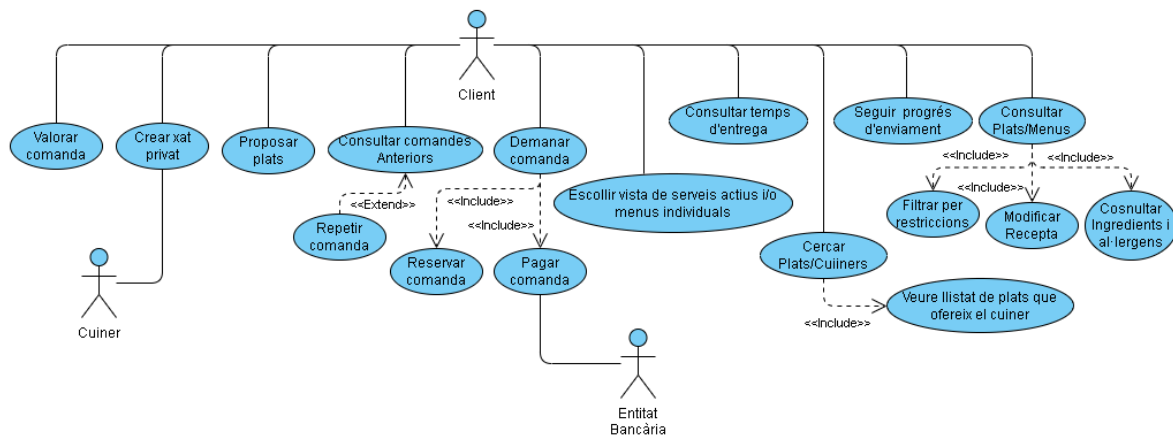 Client
Valorar
comanda
Crear xat
privat
Proposar
plats
Consultar comandes
Anteriors
Demanar
comanda
Consultar temps
d'entrega
Seguir progrés
d'enviament
Consultar
Plats/Menus
<<Extend>>
<<Include>>
<<Include>>
Escollir vista de serveis actius i/o
menus individuals
<<Include>>
<<Include>>
<<Include>>
Filtrar per
restriccions
Modificar
Recepta
Cosnultar
Ingredients i
al·lergens
Repetir
comanda
Reservar
comanda
Pagar
comanda
Cercar
Plats/Cuiiners
<<Include>>
Veure llistat de plats que
ofereix el cuiner
Cuiner
Entitat
Bancària